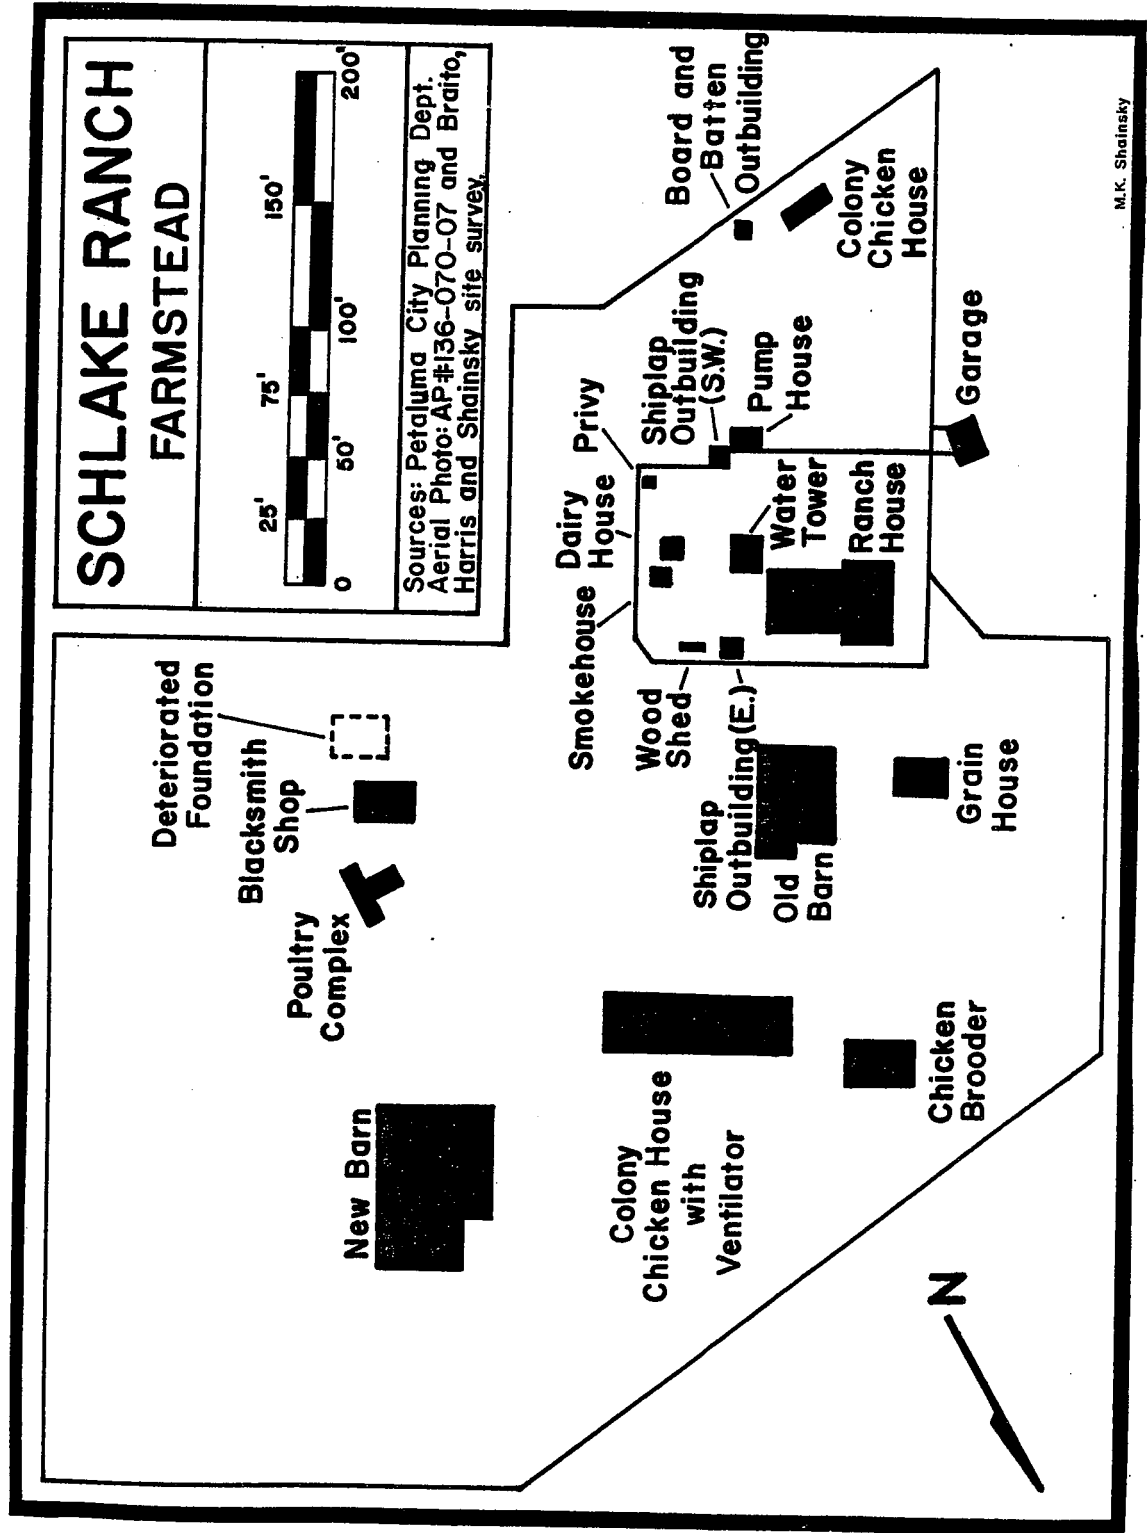 SCHLAKE RANCH
FARMSTEAD
25'
75'
150'
0
50'
100'
200'
Sources: Petaluma City Planning Dept.
Aerial Photo: AP#136-070-07 and Braito,
Harris and Shainsky site survey.
Deteriorated
Foundation
Blacksmith
Shop
Poultry
Complex
New Barn
Smokehouse
Dairy
House
Privy
Shiplap
Outbuilding
(S.W.)
Board and
Batten
Outbuilding
Pump
House
Water
Tower
Ranch
House
Colony
Chicken
House
Garage
Wood
Shed
Shiplap
Outbuilding (E.)
Old
Barn
Grain
House
Colony
Chicken House
with
Ventilator
Chicken
Brooder
N
M.K. Shainsky